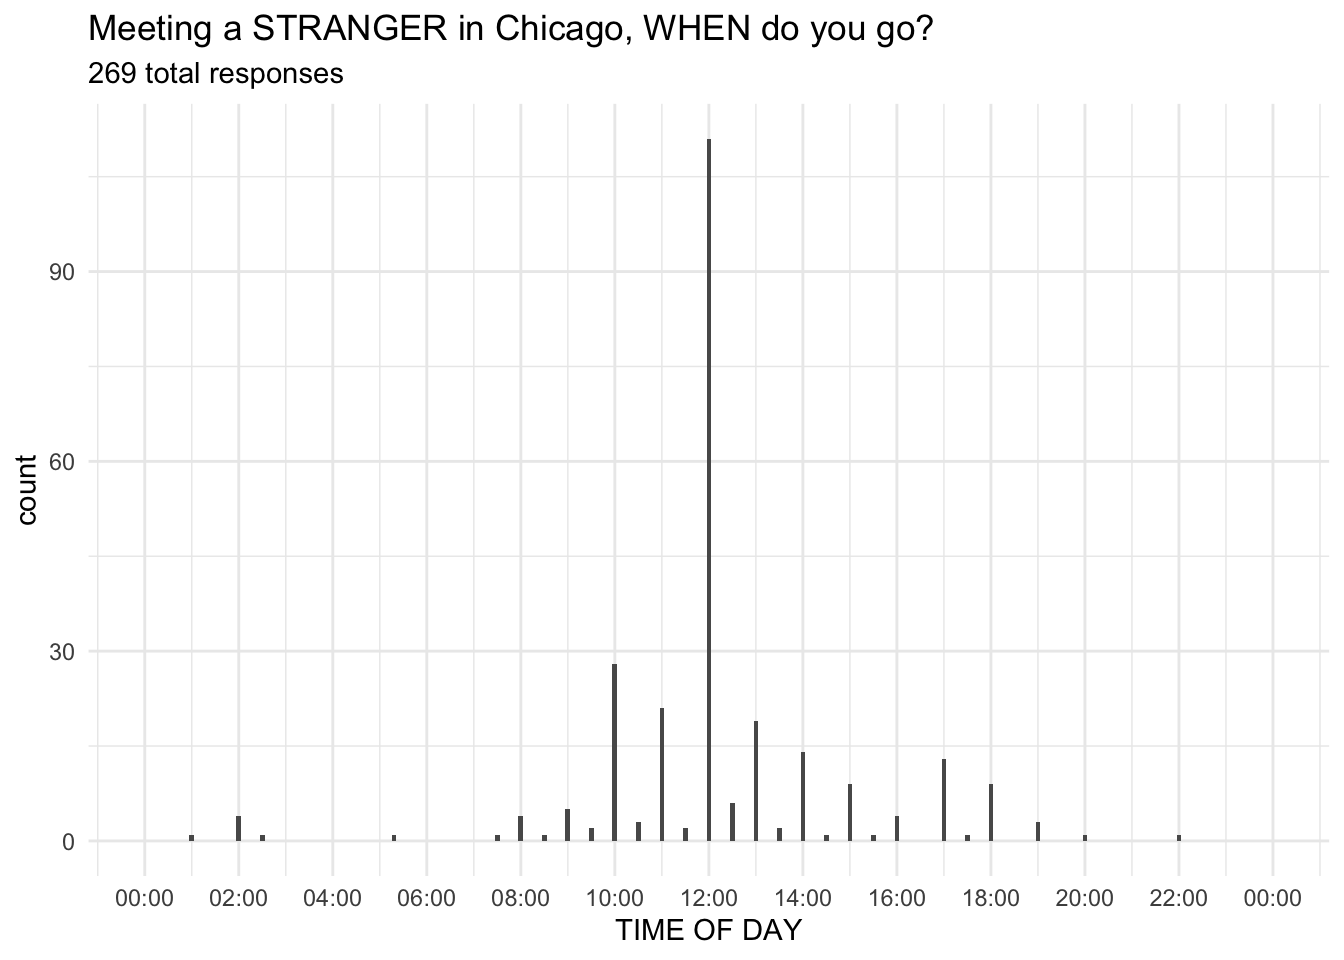 Meeting a STRANGER in Chicago, WHEN do you go?
269 total responses
count
90
60
30
0
00:00 02:00 04:00 06:00 08:00 10:00 12:00 14:00 16:00 18:00 20:00 22:00 00:00
TIME OF DAY